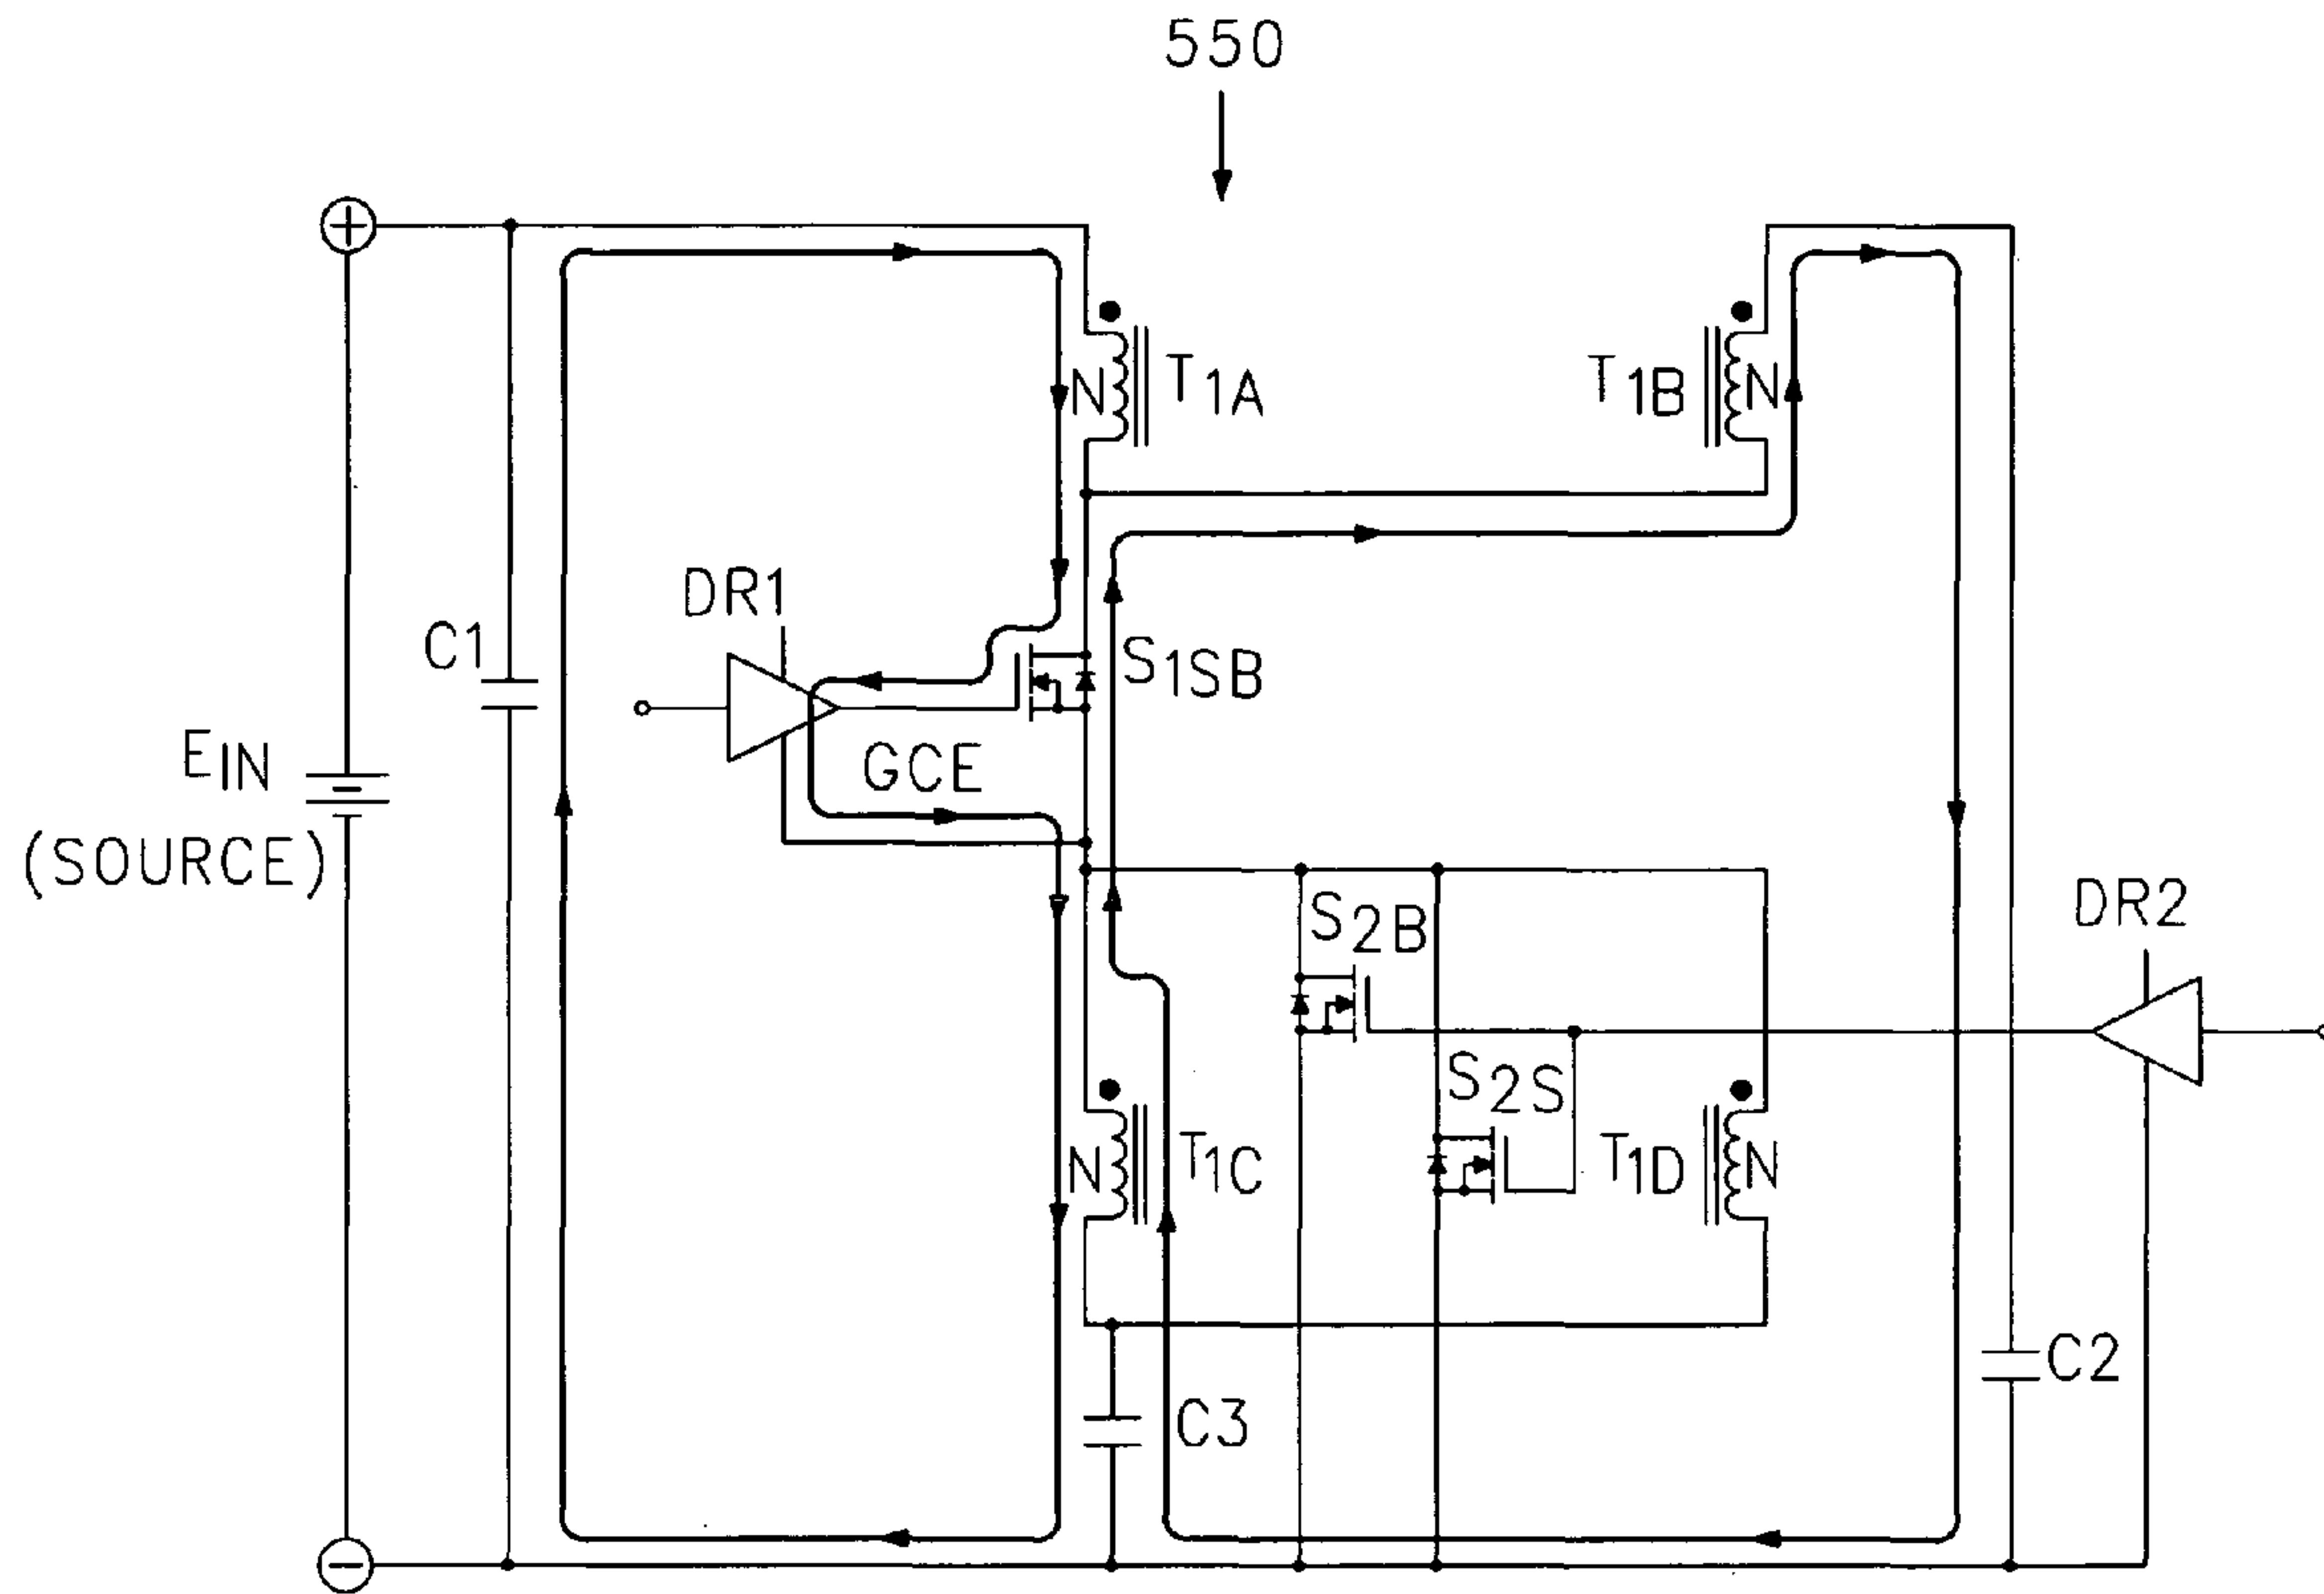 550
N
T1A
T1B
N
DR1
C1
S1SB
EIN
(SOURCE)
GCE
S2B
DR2
S2S
N
T1C
T1D
N
C2
C3